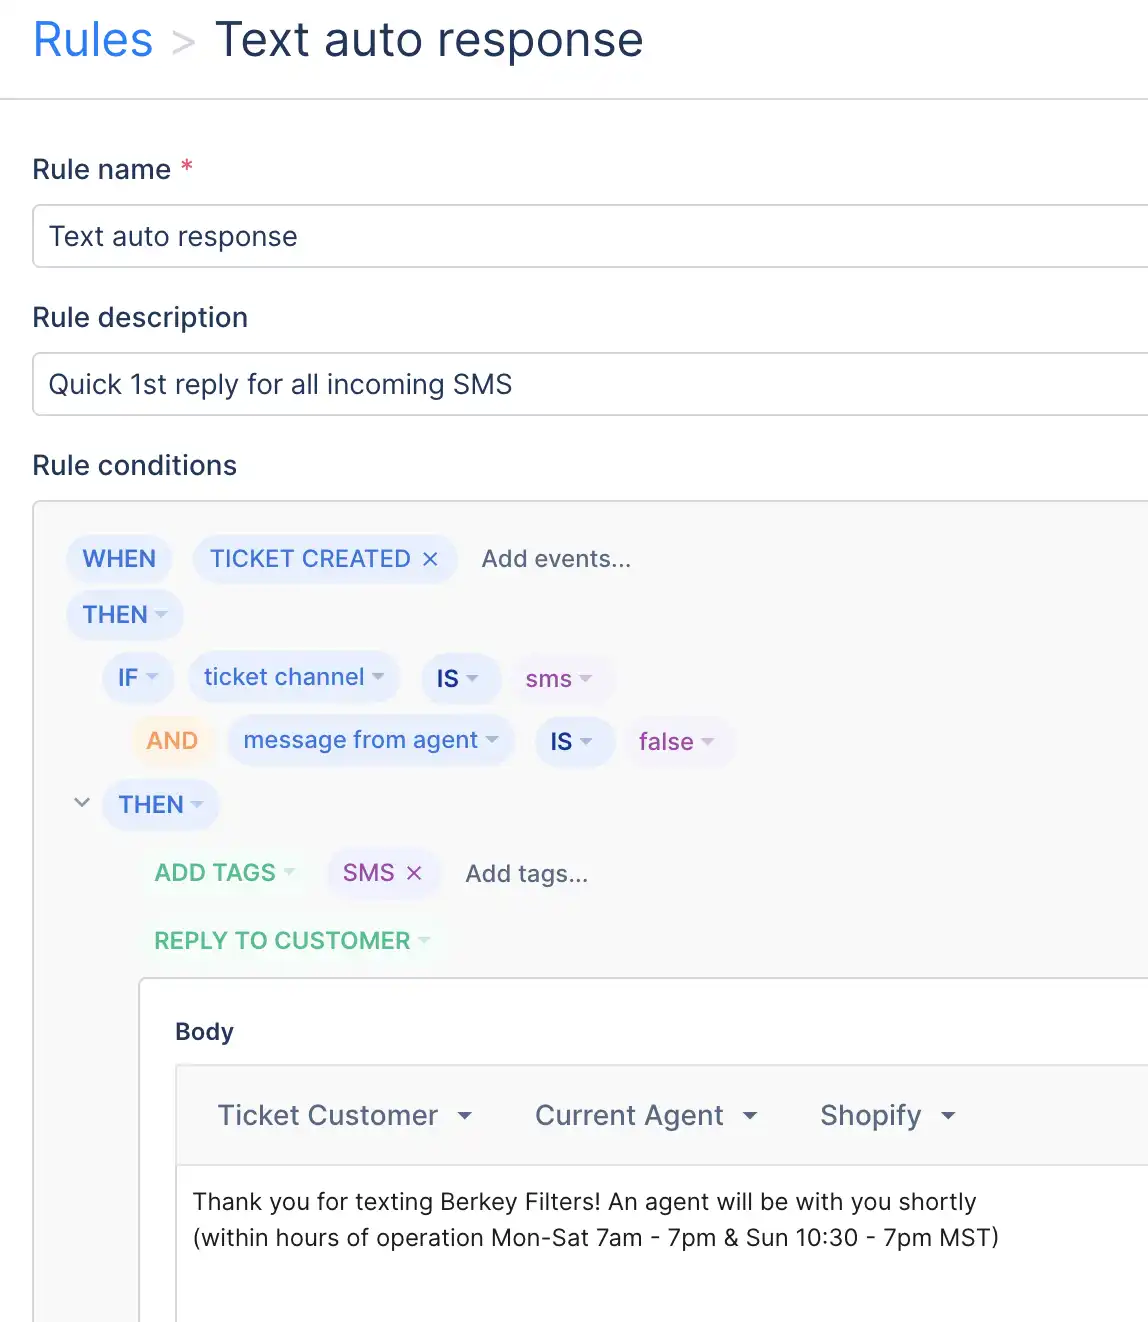 Rules > Text auto response
Rule name *
Text auto response
Rule description
Quick 1st reply for all incoming SMS
Rule conditions
WHEN TICKET CREATED × Add events...
THEN
IF ticket channel IS sms
AND message from agent IS false
THEN
ADD TAGS SMS × Add tags...
REPLY TO CUSTOMER
Body
Ticket Customer Current Agent Shopify
Thank you for texting Berkey Filters! An agent will be with you shortly
(within hours of operation Mon-Sat 7am - 7pm & Sun 10:30 - 7pm MST)